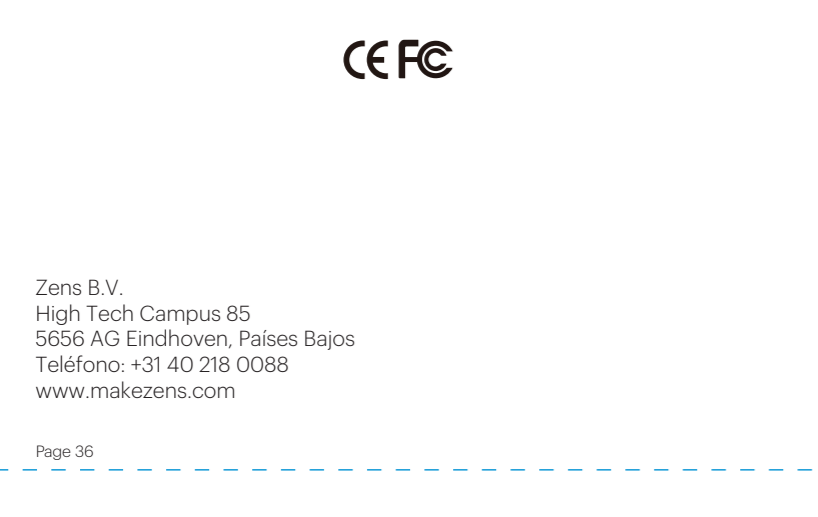 CE FC
Zens B.V.
High Tech Campus 85
5656 AG Eindhoven, Países Bajos
Teléfono: +31 40 218 0088
www.makezens.com
Page 36